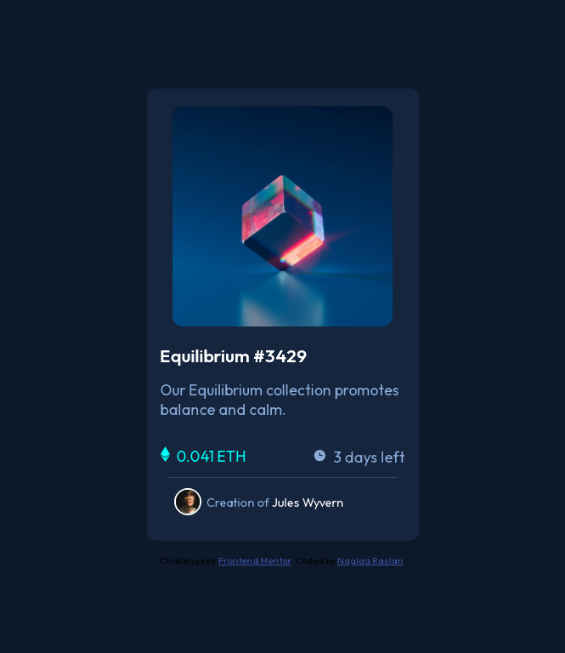 Equilibrium #3429
Our Equilibrium collection promotes
balance and calm.
0.041 ETH 3 days left
Creation of Jules Wyvern
Challenge by Frontend Mentor. Coded by Naglaa Raslan.